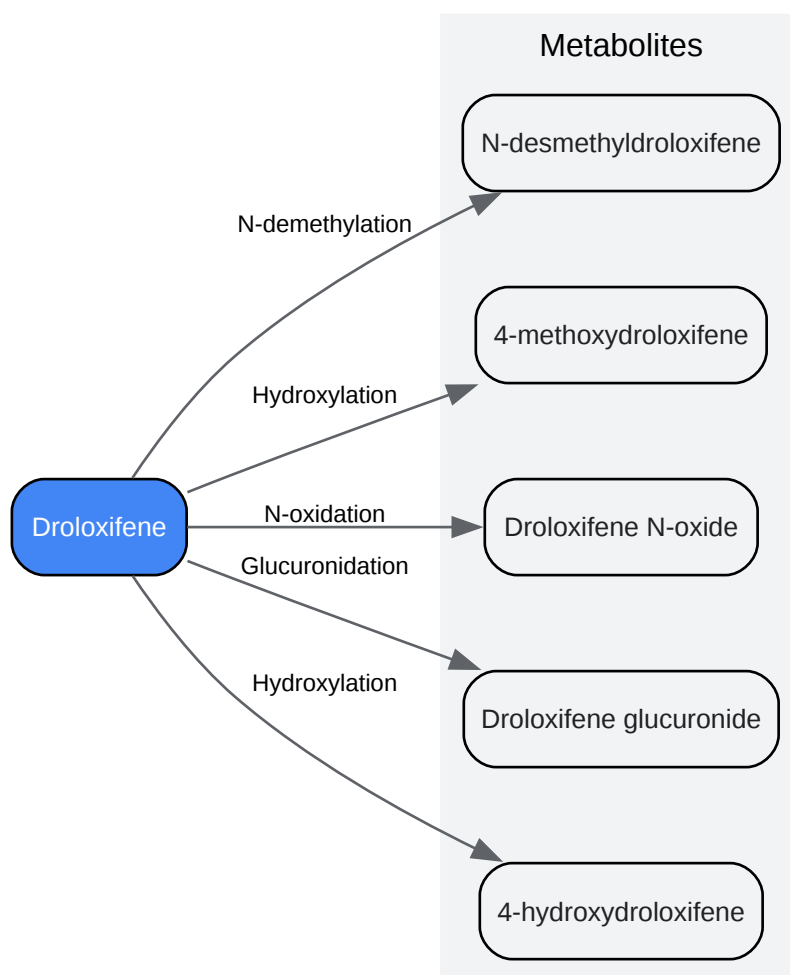 Metabolites
N-desmethyldroloxifene
N-demethylation
4-methoxydroloxifene
Hydroxylation
Droloxifene
N-oxidation
Droloxifene N-oxide
Glucuronidation
Droloxifene glucuronide
Hydroxylation
4-hydroxydroloxifene